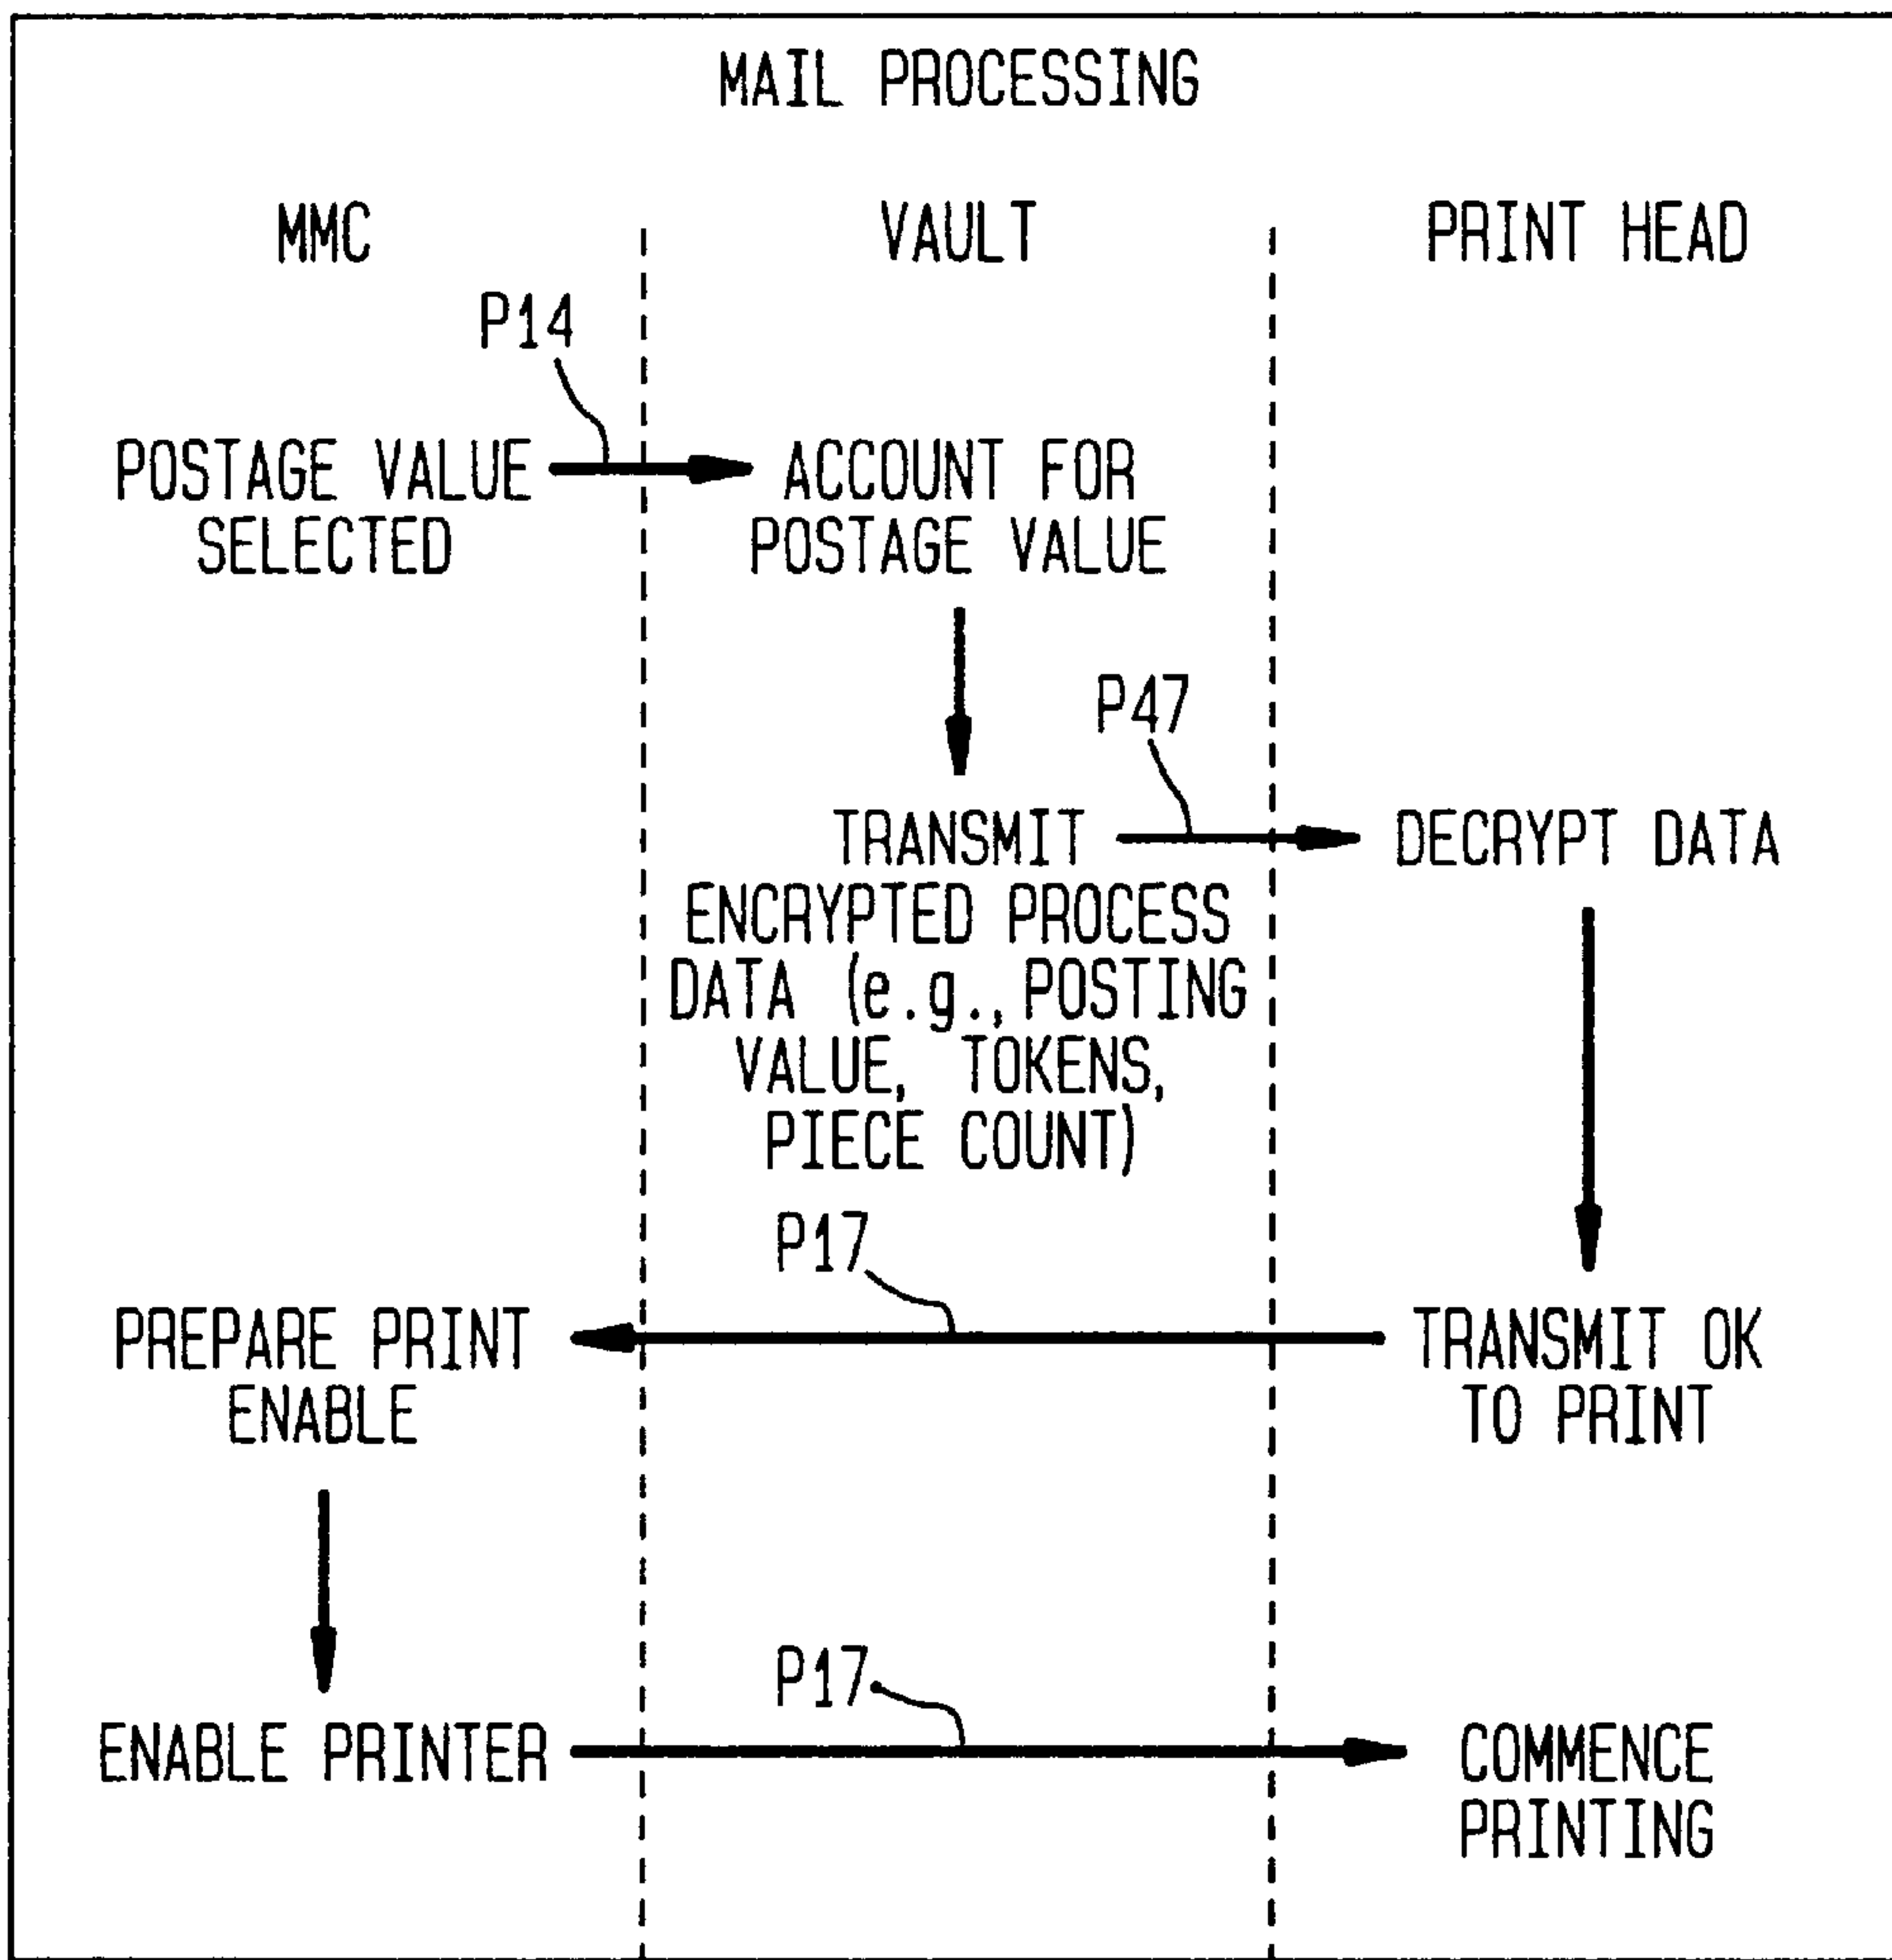 MAIL PROCESSING
MMC
VAULT
PRINT HEAD
P14
POSTAGE VALUE
SELECTED
ACCOUNT FOR
POSTAGE VALUE
P47
TRANSMIT
ENCRYPTED PROCESS
DATA (e.g., POSTING
VALUE, TOKENS,
PIECE COUNT)
DECRYPT DATA
P17
PREPARE PRINT
ENABLE
TRANSMIT OK
TO PRINT
P17
ENABLE PRINTER
COMMENCE
PRINTING